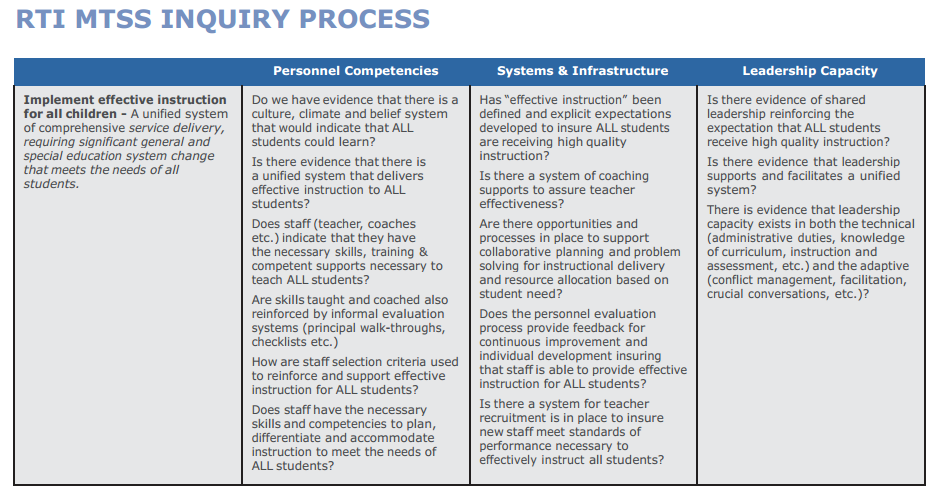 RTI MTSS INQUIRY PROCESS
Personnel Competencies
Systems & Infrastructure
Leadership Capacity
Implement effective instruction
for all children – A unified system
of comprehensive service delivery,
requiring significant general and
special education system change
that meets the needs of all
students.
Do we have evidence that there is a
culture, climate and belief system
that would indicate that ALL
students could learn?
Is there evidence that there is
a unified system that delivers
effective instruction to ALL
students?
Does staff (teacher, coaches
etc.) indicate that they have
the necessary skills, training &
competent supports necessary to
teach ALL students?
Are skills taught and coached also
reinforced by informal evaluation
systems (principal walk-throughs,
checklists etc.)
How are staff selection criteria used
to reinforce and support effective
instruction for ALL students?
Does staff have the necessary
skills and competencies to plan,
differentiate and accommodate
instruction to meet the needs of
ALL students?
Has “effective instruction” been
defined and explicit expectations
developed to insure ALL students
are receiving high quality
instruction?
Is there a system of coaching
supports to assure teacher
effectiveness?
Are there opportunities and
processes in place to support
collaborative planning and problem
solving for instructional delivery
and resource allocation based on
student need?
Does the personnel evaluation
process provide feedback for
continuous improvement and
individual development insuring
that staff is able to provide effective
instruction for ALL students?
Is there a system for teacher
recruitment is in place to insure
new staff meet standards of
performance necessary to
effectively instruct all students?
Is there evidence of shared
leadership reinforcing the
expectation that ALL students
receive high quality instruction?
Is there evidence that leadership
supports and facilitates a unified
system?
There is evidence that leadership
capacity exists in both the technical
(administrative duties, knowledge
of curriculum, instruction and
assessment, etc.) and the adaptive
(conflict management, facilitation,
crucial conversations, etc.)?